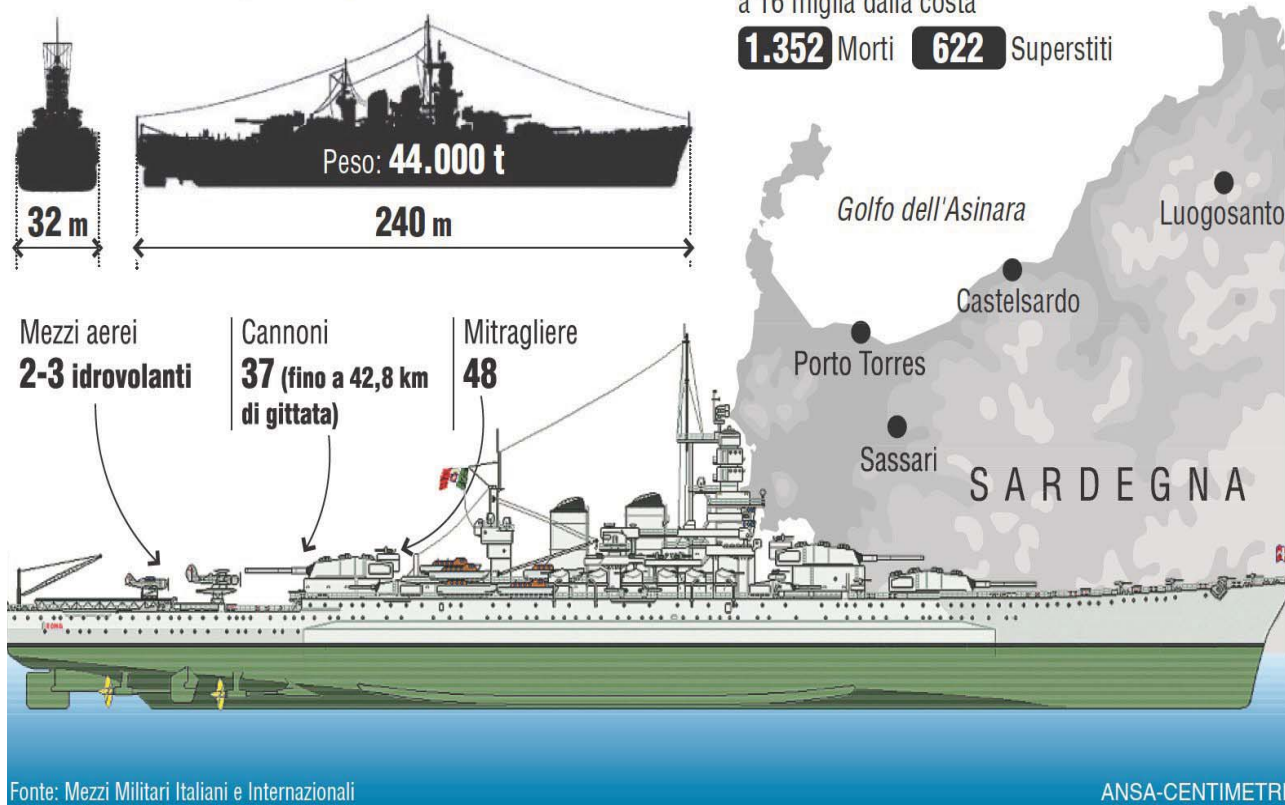 a 16 miglia dalla costa
1.352 Morti 622 Superstiti
Peso: 44.000 t
32 m
240 m
Golfo dell'Asinara
Luogosanto
Castelsardo
Porto Torres
Sassari
SARDEGNA
Mezzi aerei
2-3 idrovolanti
Cannoni
37 (fino a 42,8 km
di gittata)
Mitragliere
48
ROMA
Fonte: Mezzi Militari Italiani e Internazionali
ANSA-CENTIMETRI